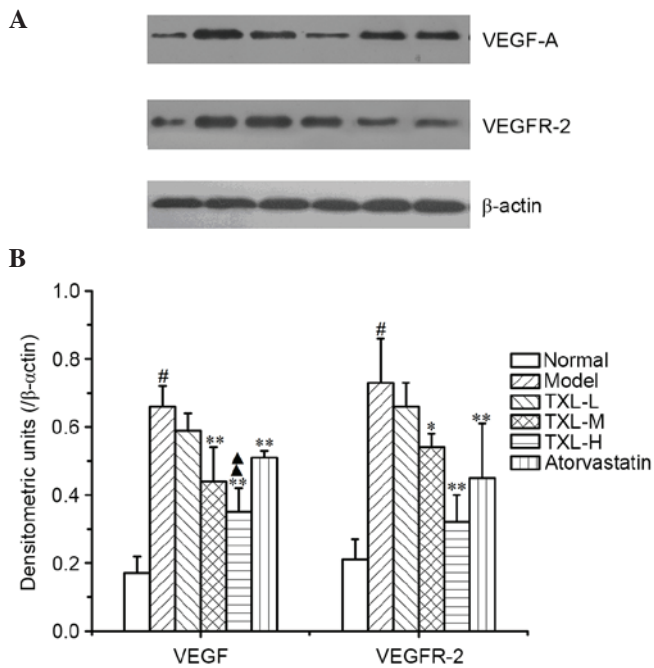 A
VEGF-A
VEGFR-2
β-actin
B
Densitometric units (/β-αctin)
1.0
0.8
0.6
0.4
0.2
0.0
#
**
▲
▲
**
**
#
*
**
**
Normal
Model
TXL-L
TXL-M
TXL-H
Atorvastatin
VEGF
VEGFR-2